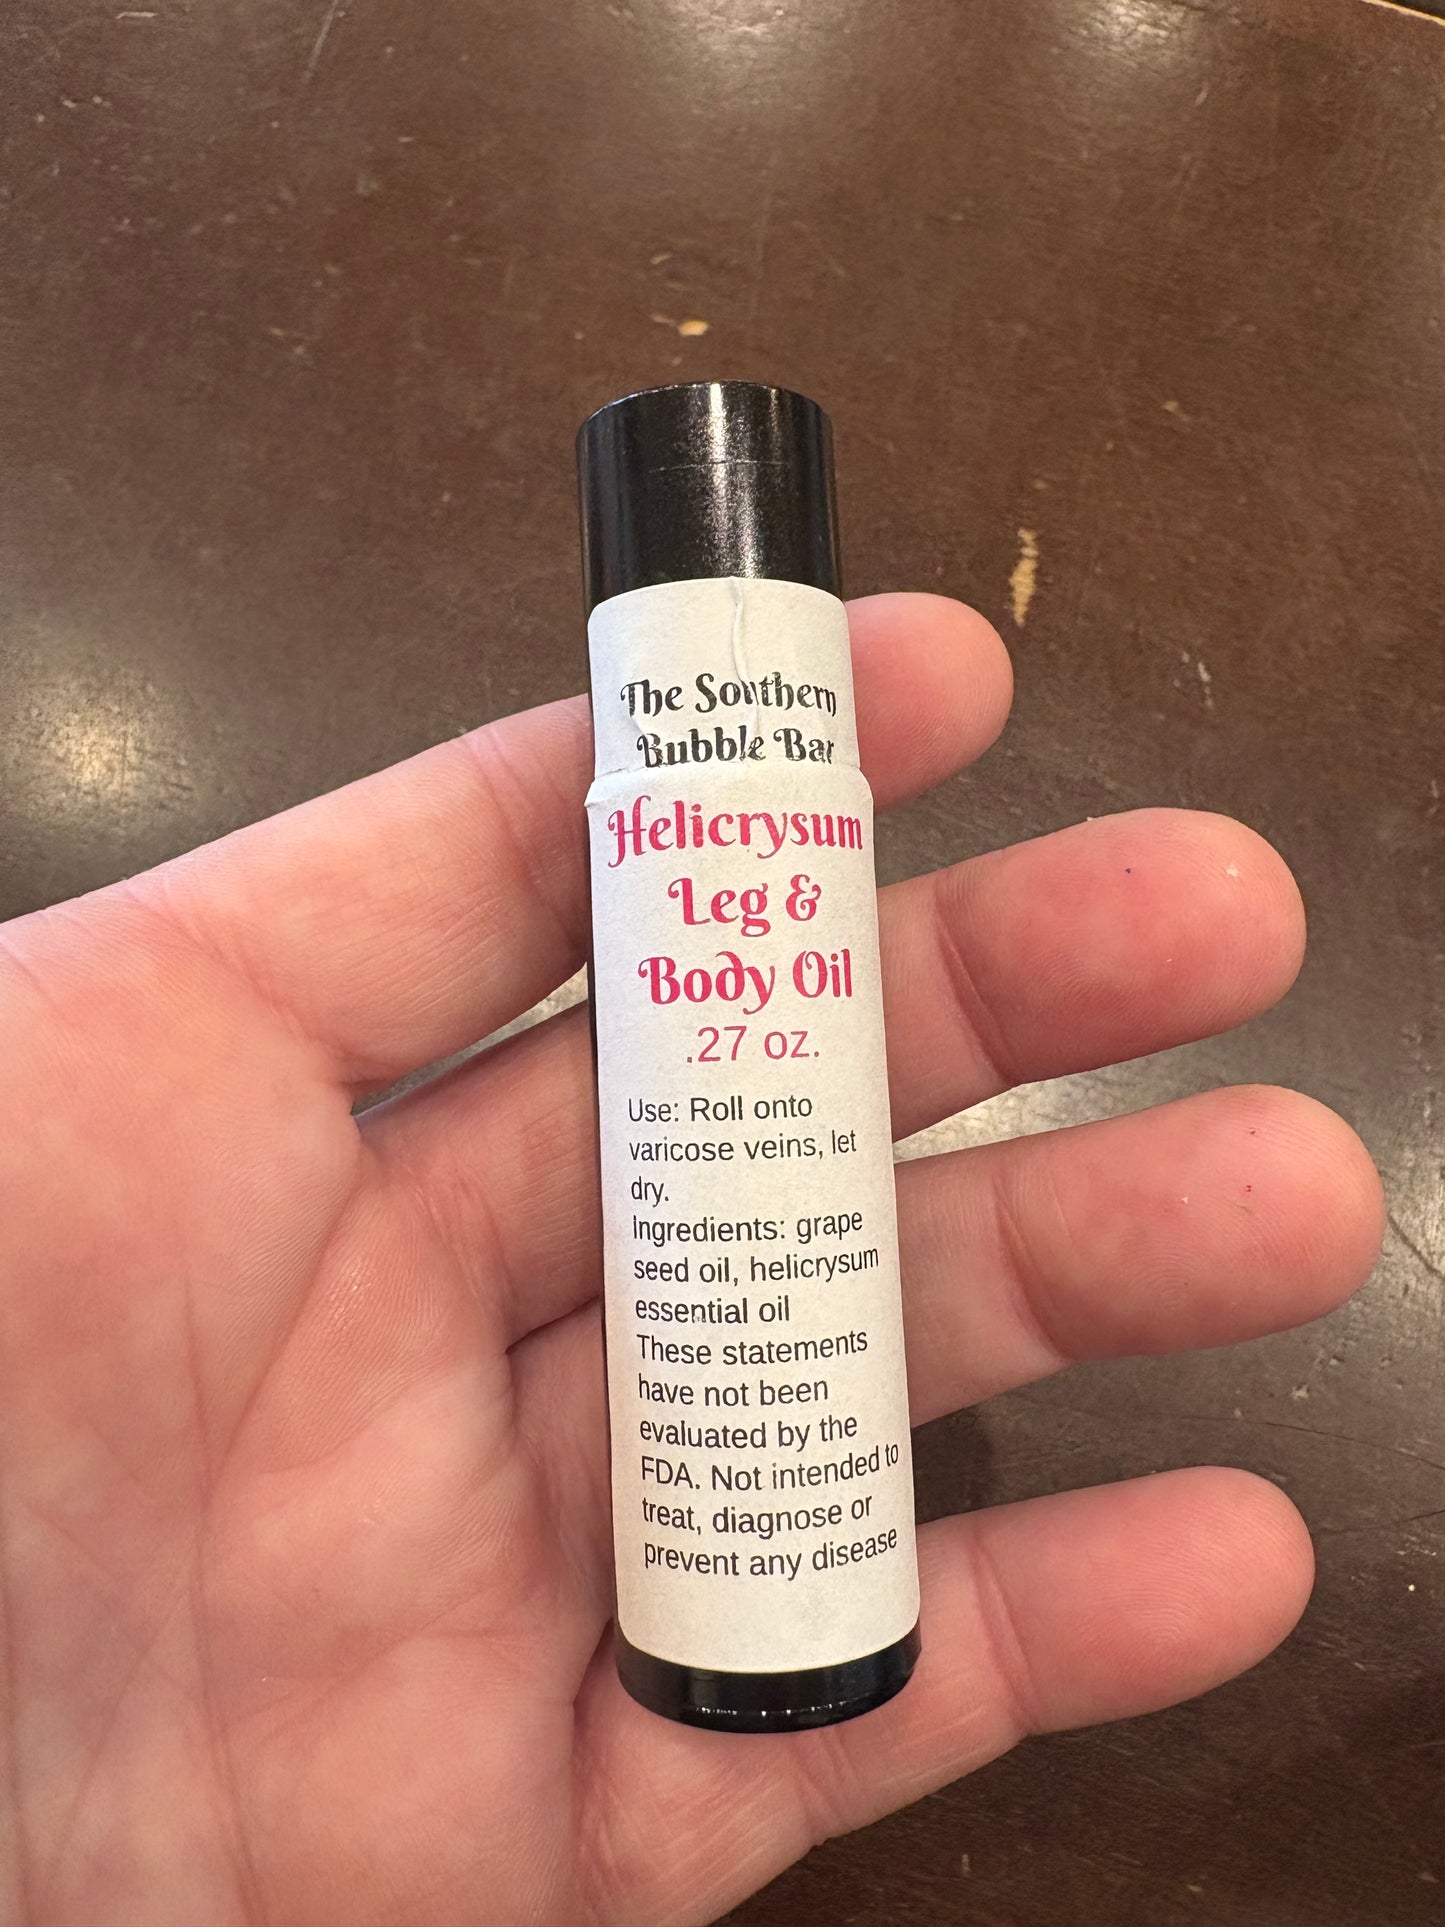 The Southern
Bubble Bar
Helicrysum
Leg &
Body Oil
.27 oz.
Use: Roll onto
varicose veins, let
dry.
Ingredients: grape
seed oil, helicrysum
essential oil
These statements
have not been
evaluated by the
FDA. Not intended to
treat, diagnose or
prevent any disease